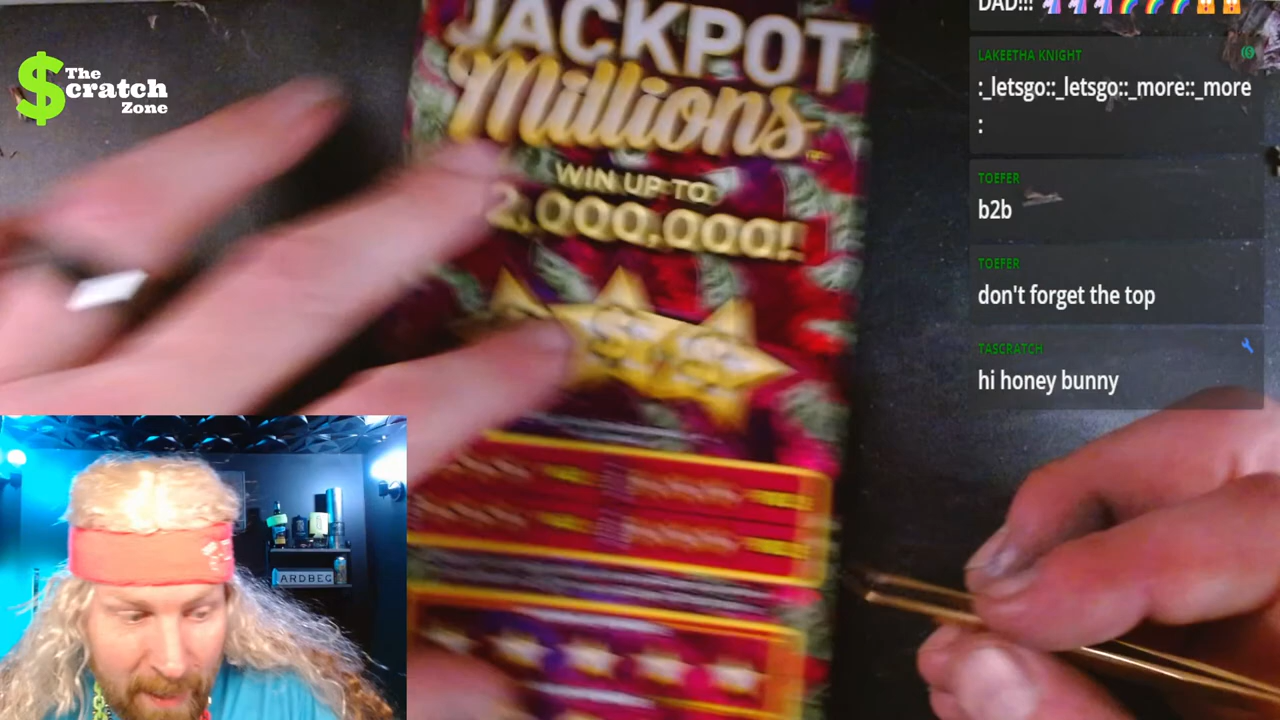 The
$cratch
Zone
JACKPOT
Millions
WIN UP TO:
2,000,000!
DAD!!! 🦄🦄🦄🌈🌈🌈🙀🙀
LAKEETHA KNIGHT
:_letsgo::_letsgo::_more::_more
:
TOEFER
b2b
TOEFER
don't forget the top
TASCRATCH
hi honey bunny
ARDBEG